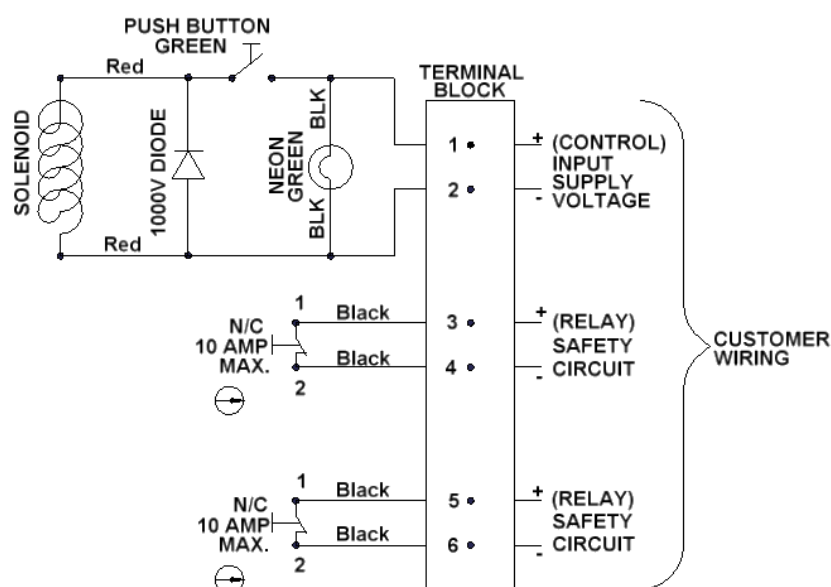 PUSH BUTTON
GREEN
Red
SOLENOID
1000V DIODE
NEON
GREEN
BLK
BLK
Red
TERMINAL
BLOCK
1
2
+
-
(CONTROL)
INPUT
SUPPLY
VOLTAGE
1
N/C
10 AMP
MAX.
2
Black
Black
3
4
+
-
(RELAY)
SAFETY
CIRCUIT
CUSTOMER
WIRING
1
N/C
10 AMP
MAX.
2
Black
Black
5
6
+
-
(RELAY)
SAFETY
CIRCUIT